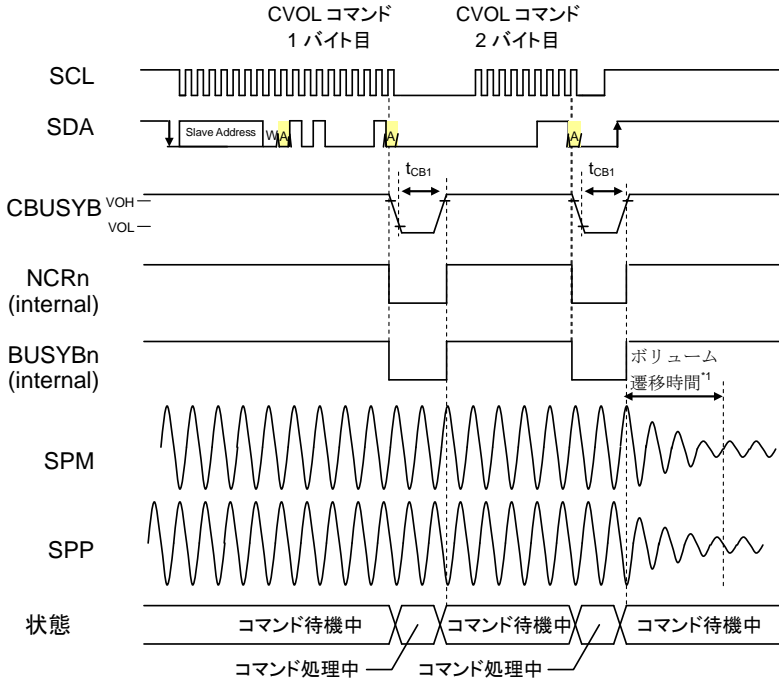 CVOL コマンド
1 バイト目
CVOL コマンド
2 バイト目
SCL
SDA
Slave Address
W
A
A
A
tCB1
tCB1
CBUSYB
VOH
VOL
NCRn
(internal)
BUSYBn
(internal)
ボリューム
遷移時間*1
SPM
SPP
状態
コマンド待機中
コマンド待機中
コマンド待機中
コマンド処理中
コマンド処理中